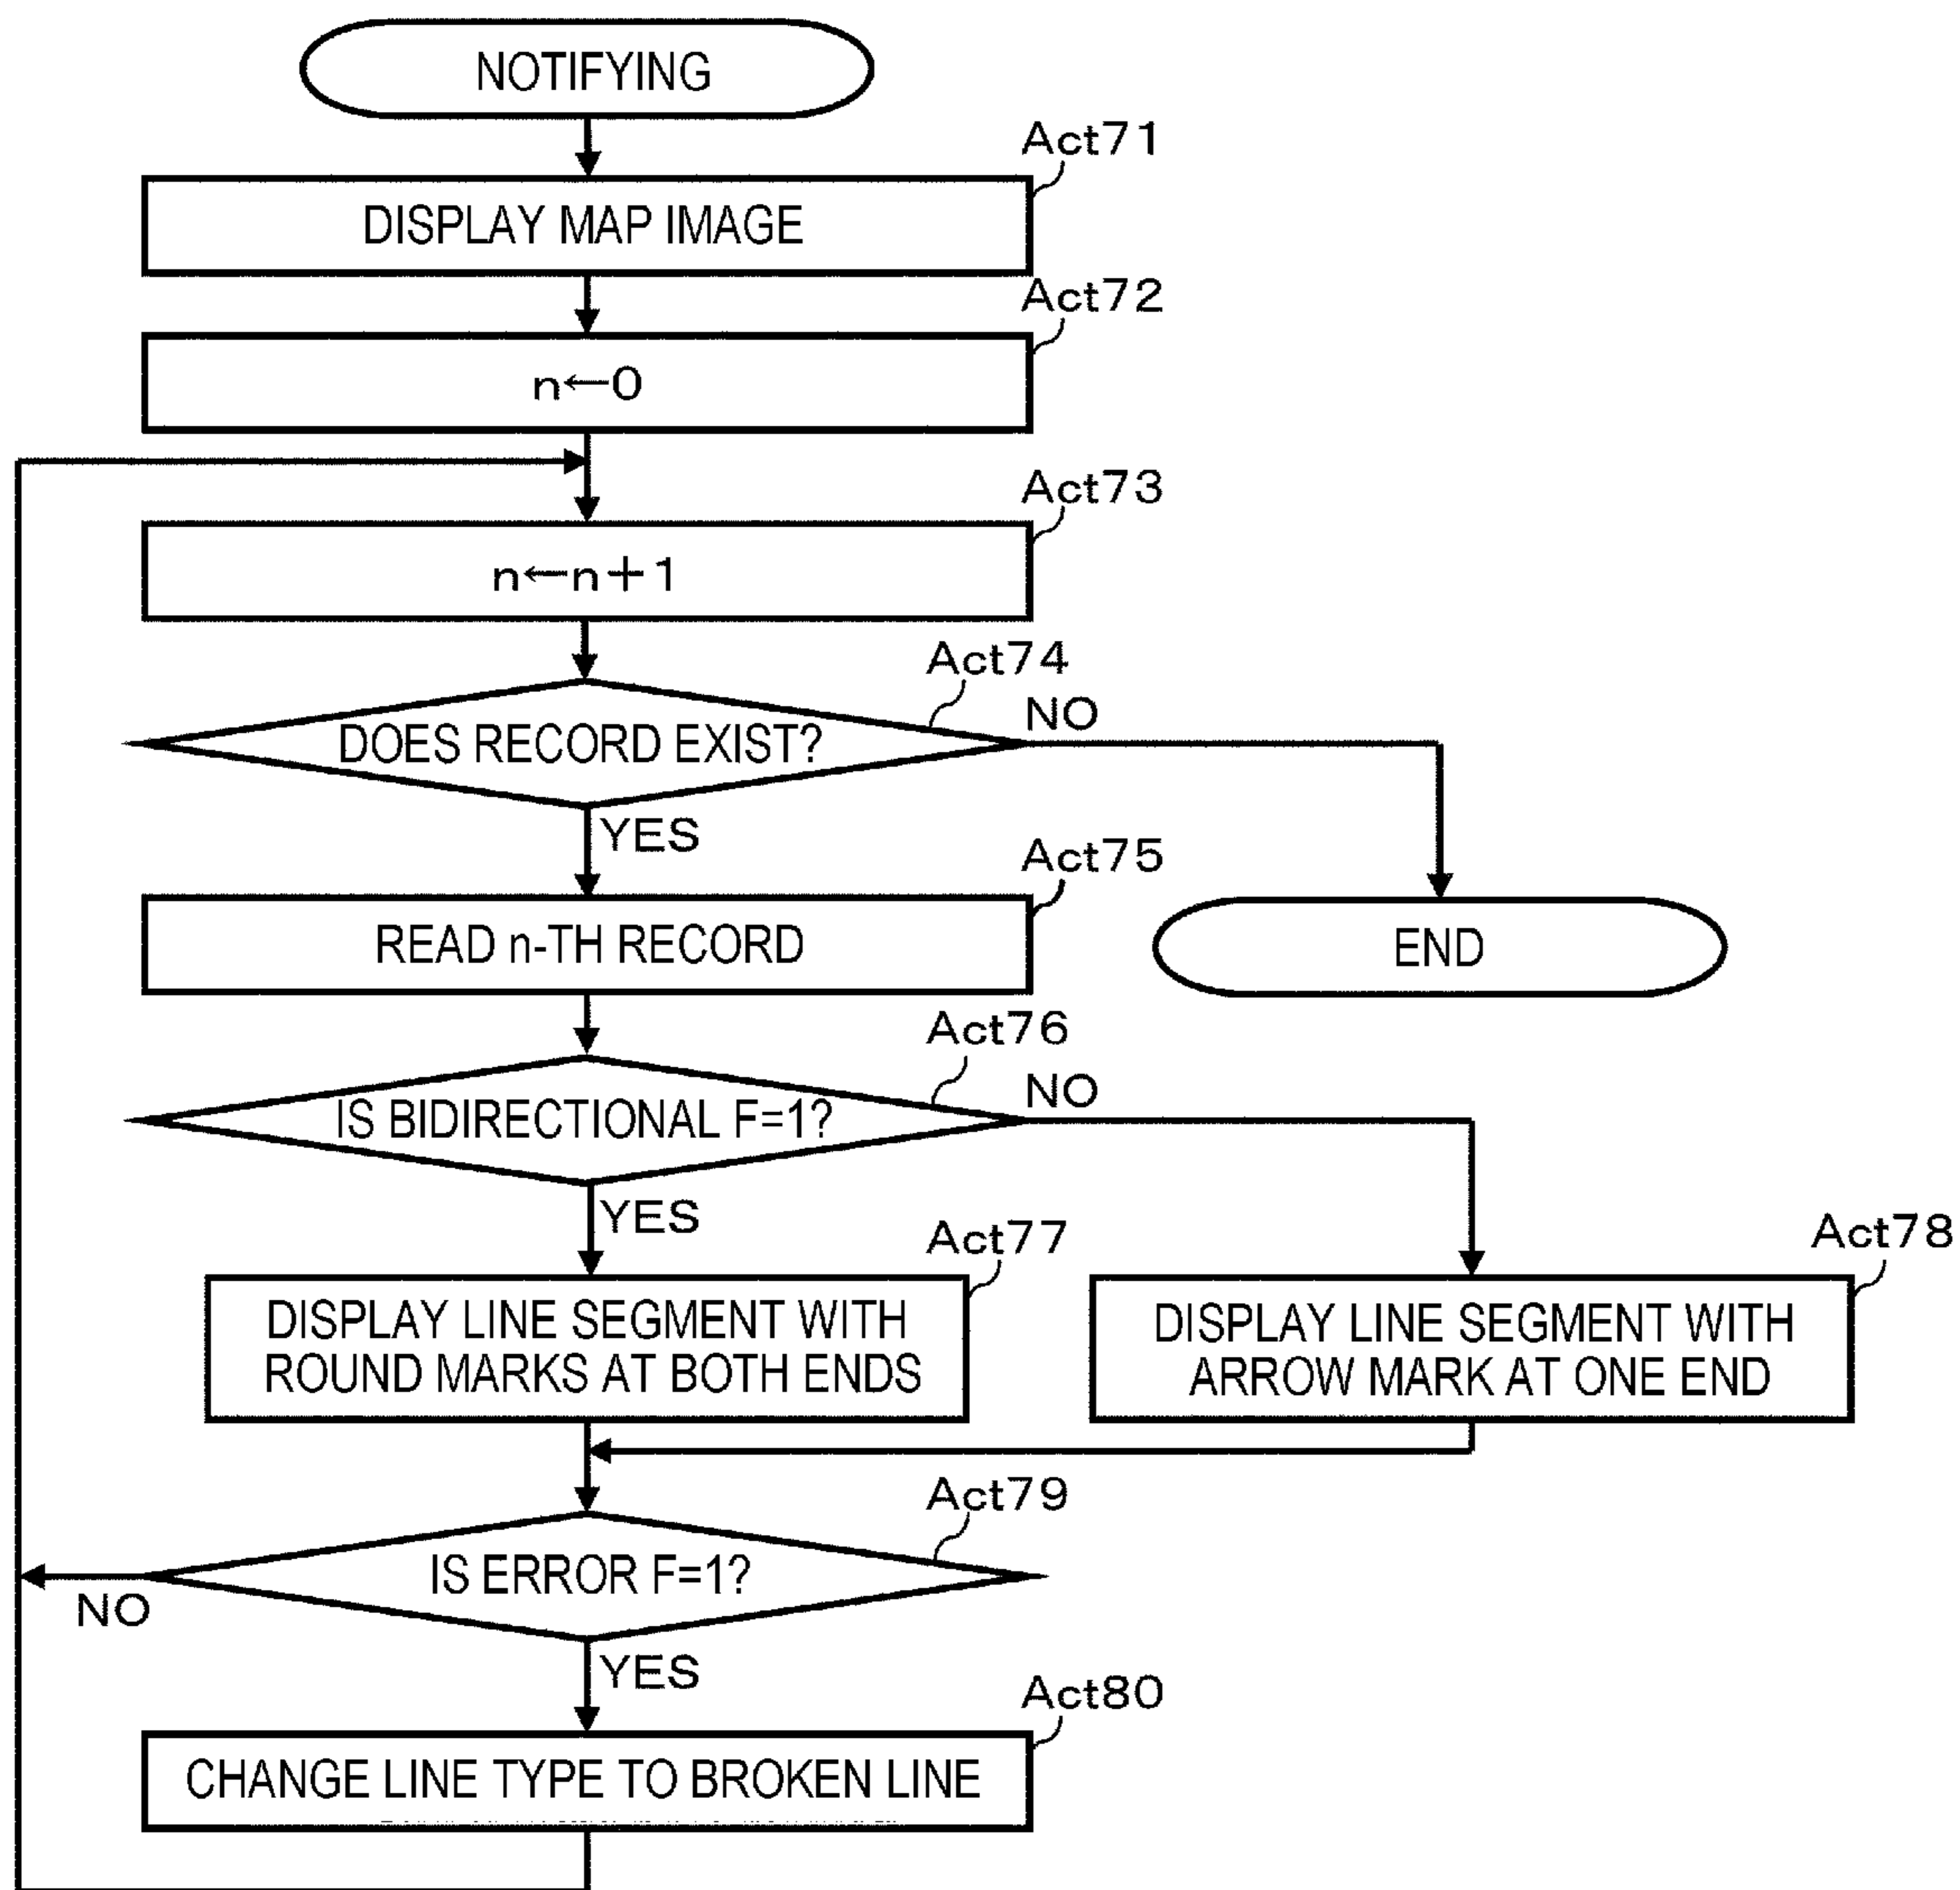 NOTIFYING
Act71
DISPLAY MAP IMAGE
Act72
n←0
Act73
n←n+1
Act74
DOES RECORD EXIST?
NO
YES
Act75
READ n-TH RECORD
END
Act76
IS BIDIRECTIONAL F=1?
NO
YES
Act77
DISPLAY LINE SEGMENT WITH
ROUND MARKS AT BOTH ENDS
Act78
DISPLAY LINE SEGMENT WITH
ARROW MARK AT ONE END
Act79
IS ERROR F=1?
NO
YES
Act80
CHANGE LINE TYPE TO BROKEN LINE